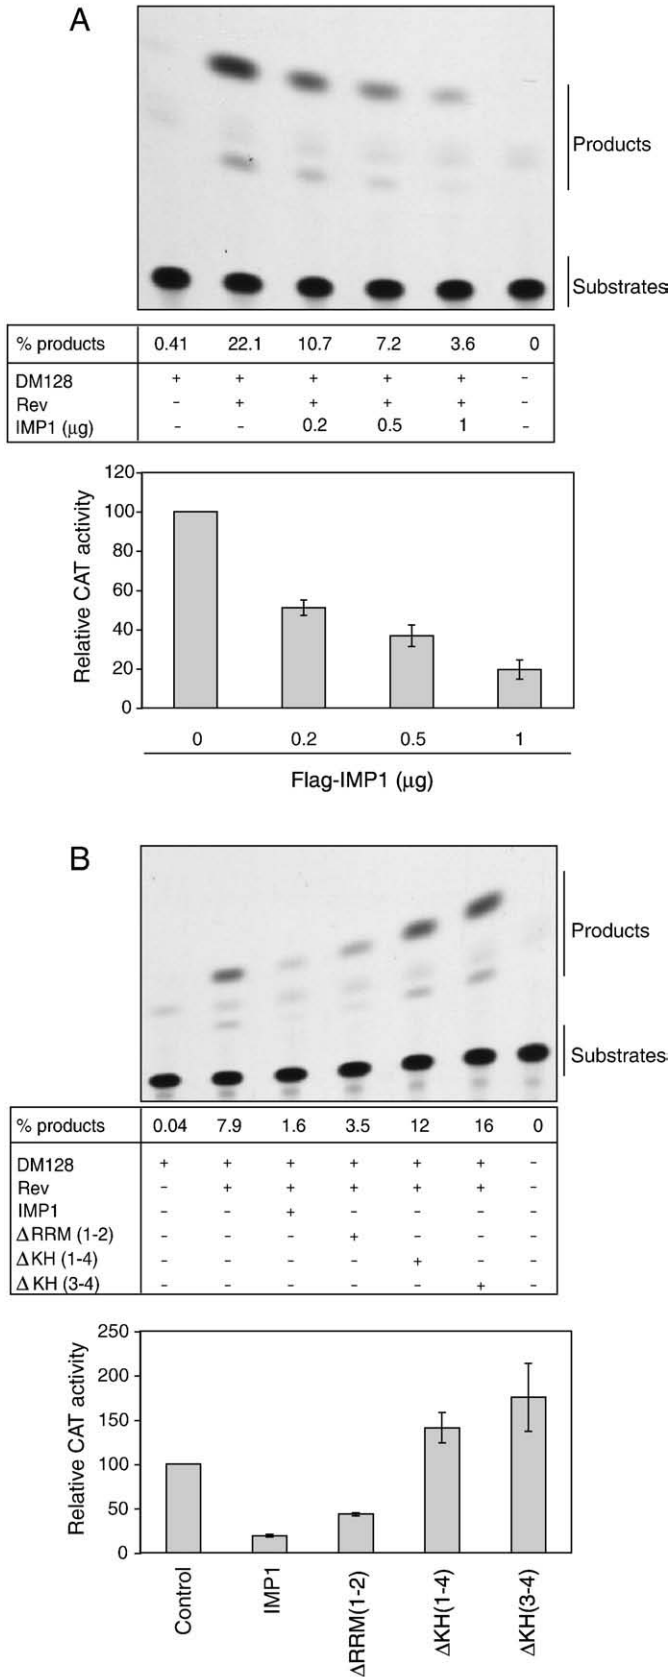 A
Products
Substrates
% products 0.41 22.1 10.7 7.2 3.6 0
DM128 + + + + + -
Rev - + + + + -
IMP1 (μg) - - 0.2 0.5 1 -
Relative CAT activity
120
100
80
60
40
20
0
0 0.2 0.5 1
Flag-IMP1 (μg)
B
Products
Substrates
% products 0.04 7.9 1.6 3.5 12 16 0
DM128 + + + + + + -
Rev - + + + + + -
IMP1 - - + - - - -
ΔRRM (1-2) - - - + - - -
ΔKH (1-4) - - - - + - -
ΔKH (3-4) - - - - - + -
Relative CAT activity
250
200
150
100
50
0
Control
IMP1
ΔRRM(1-2)
ΔKH(1-4)
ΔKH(3-4)